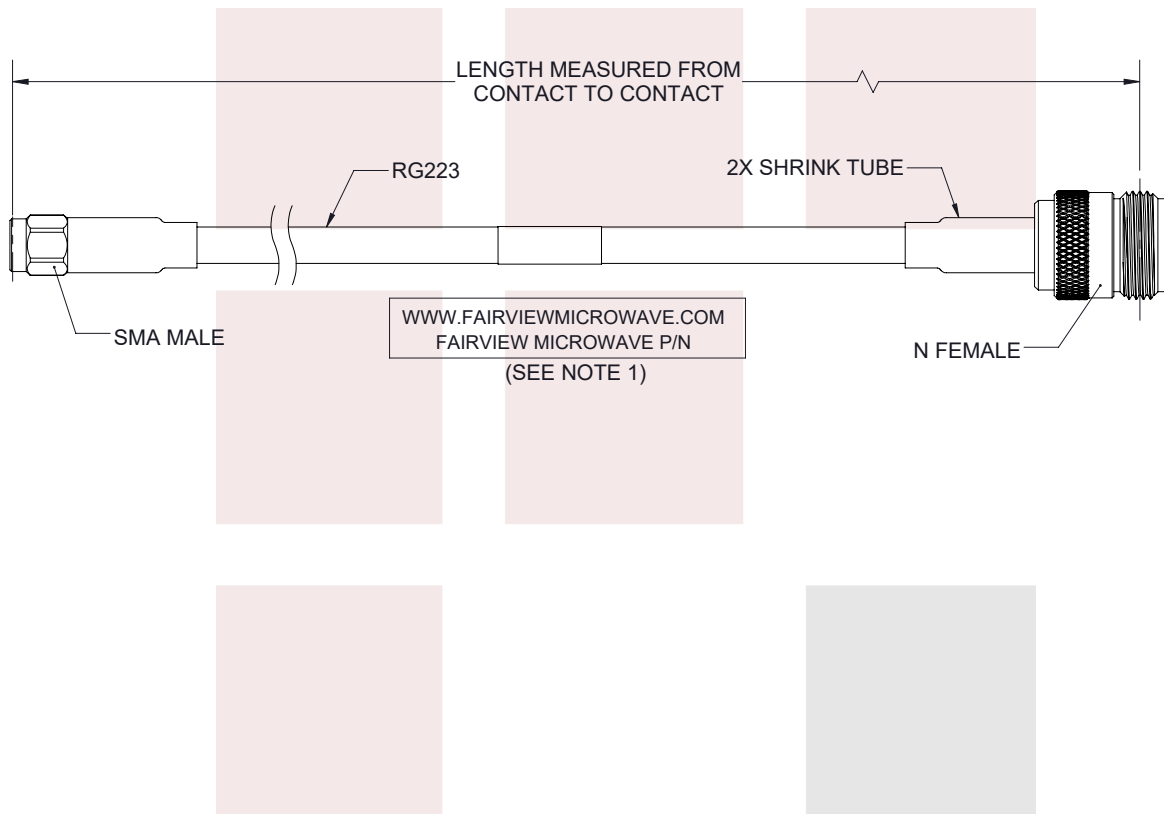 LENGTH MEASURED FROM
CONTACT TO CONTACT
RG223
2X SHRINK TUBE
SMA MALE
WWW.FAIRVIEWMICROWAVE.COM
FAIRVIEW MICROWAVE P/N
(SEE NOTE 1)
N FEMALE